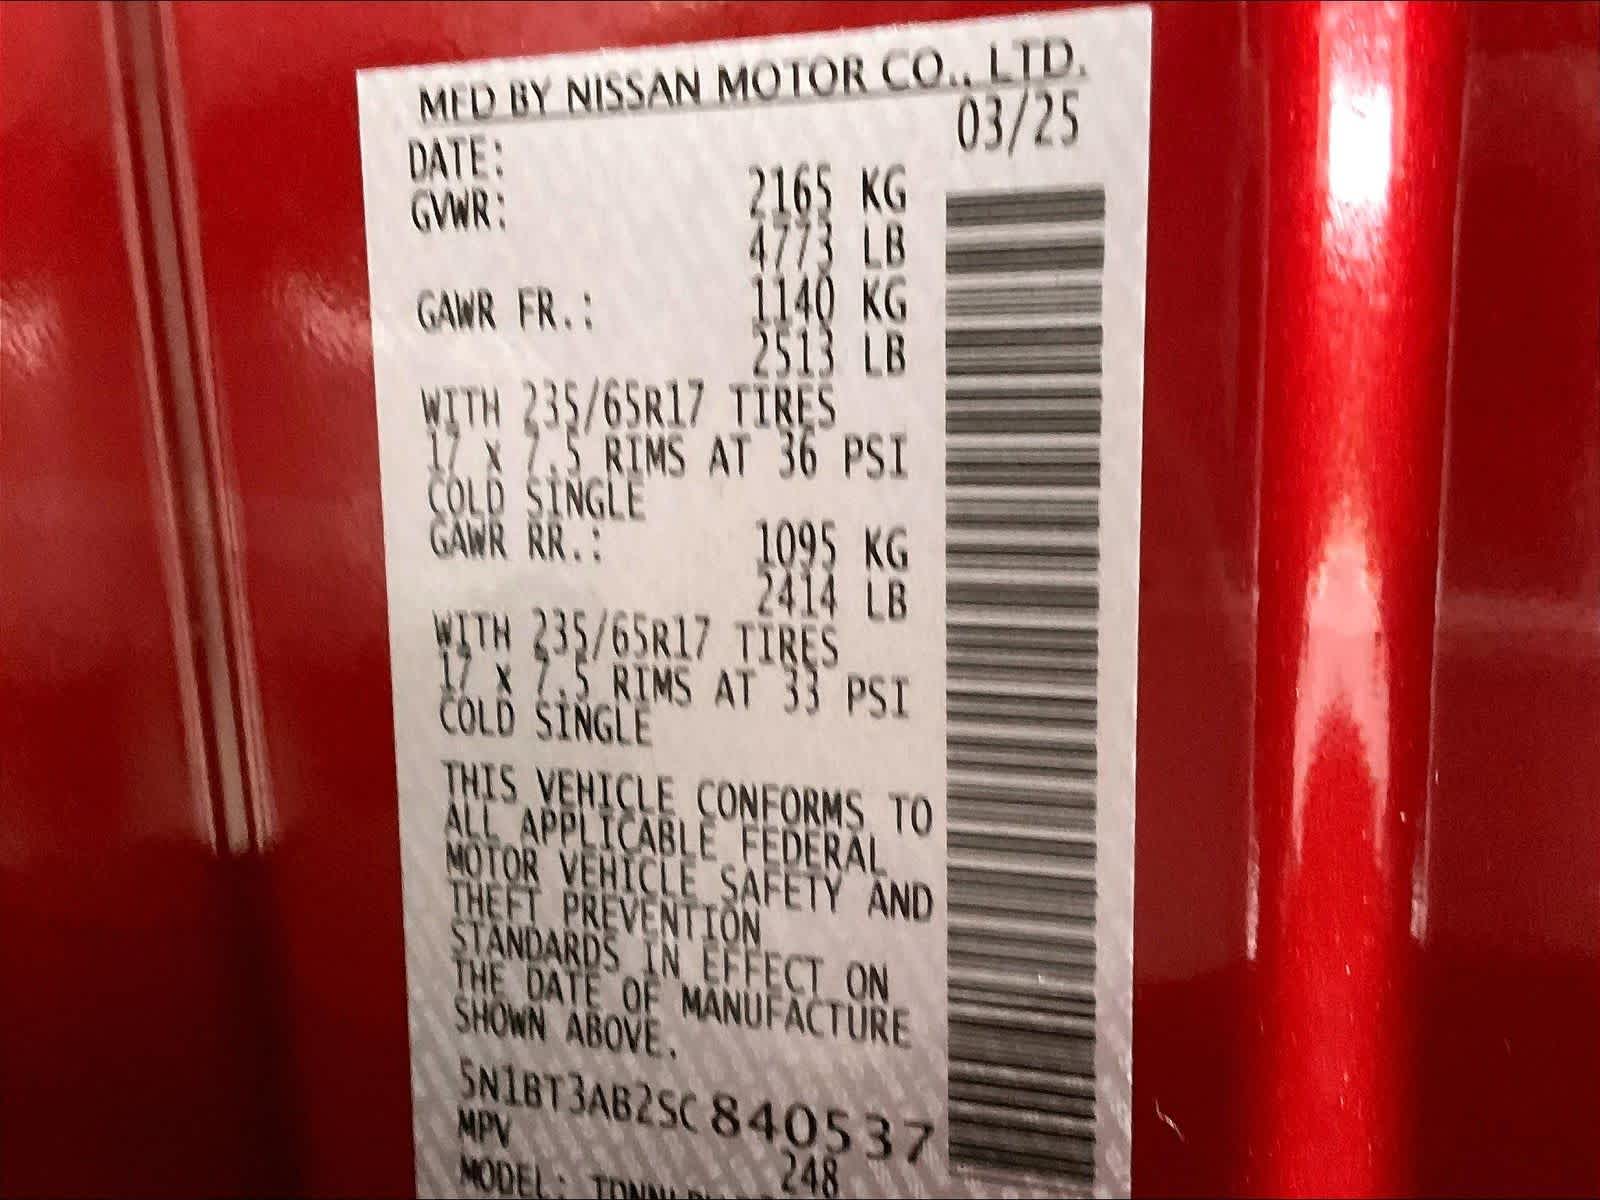 MFD BY NISSAN MOTOR CO., LTD.
DATE: 03/25
GVWR: 2165 KG
4773 LB
GAWR FR.: 1140 KG
2513 LB
WITH 235/65R17 TIRES
17 x 7.5 RIMS AT 36 PSI
COLD SINGLE
GAWR RR.: 1095 KG
2414 LB
WITH 235/65R17 TIRES
17 x 7.5 RIMS AT 33 PSI
COLD SINGLE
THIS VEHICLE CONFORMS TO
ALL APPLICABLE FEDERAL
MOTOR VEHICLE SAFETY AND
THEFT PREVENTION
STANDARDS IN EFFECT ON
THE DATE OF MANUFACTURE
SHOWN ABOVE.
5N1BT3AB2SC840537
MPV 248
MODEL: